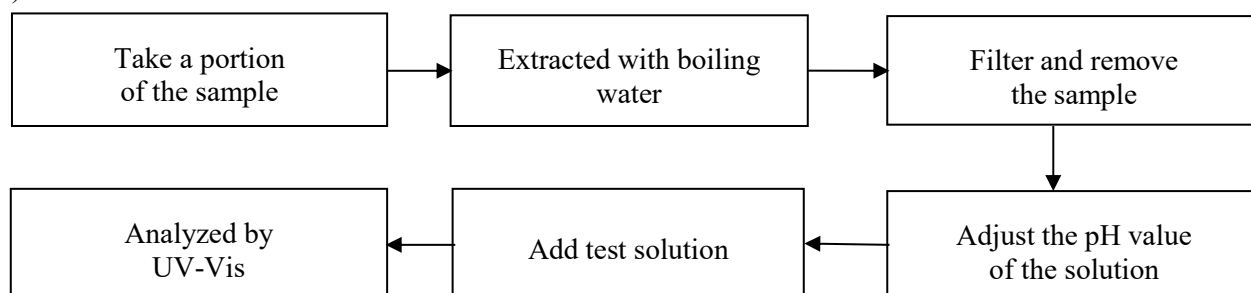 Take a portion
of the sample
Extracted with boiling
water
Filter and remove
the sample
Adjust the pH value
of the solution
Add test solution
Analyzed by
UV-Vis